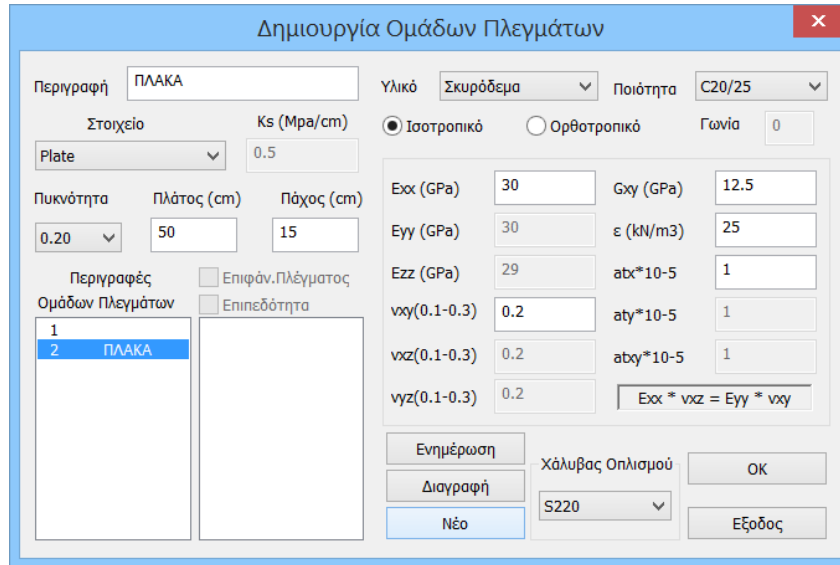 Δημιουργία Ομάδων Πλεγμάτων
Περιγραφή ΠΛΑΚΑ
Υλικό Σκυρόδεμα Ποιότητα C20/25
Στοιχείο Ks (Mpa/cm)
Ισοτροπικό Ορθοτροπικό Γωνία 0
Plate 0.5
Πυκνότητα Πλάτος (cm) Πάχος (cm)
0.20 50 15
Περιγραφές
Ομάδων Πλεγμάτων
Επιφάν.Πλέγματος
Επιπεδότητα
1
2 ΠΛΑΚΑ
Exx (GPa) 30 Gxy (GPa) 12.5
Eyy (GPa) 30 ε (kN/m3) 25
Ezz (GPa) 29 atx*10-5 1
νxy(0.1-0.3) 0.2 aty*10-5 1
νxz(0.1-0.3) 0.2 atxy*10-5 1
νyz(0.1-0.3) 0.2 Exx * νxz = Eyy * νxy
Ενημέρωση
Διαγραφή
Νέο
Χάλυβας Οπλισμού
S220
OK
Εξοδος